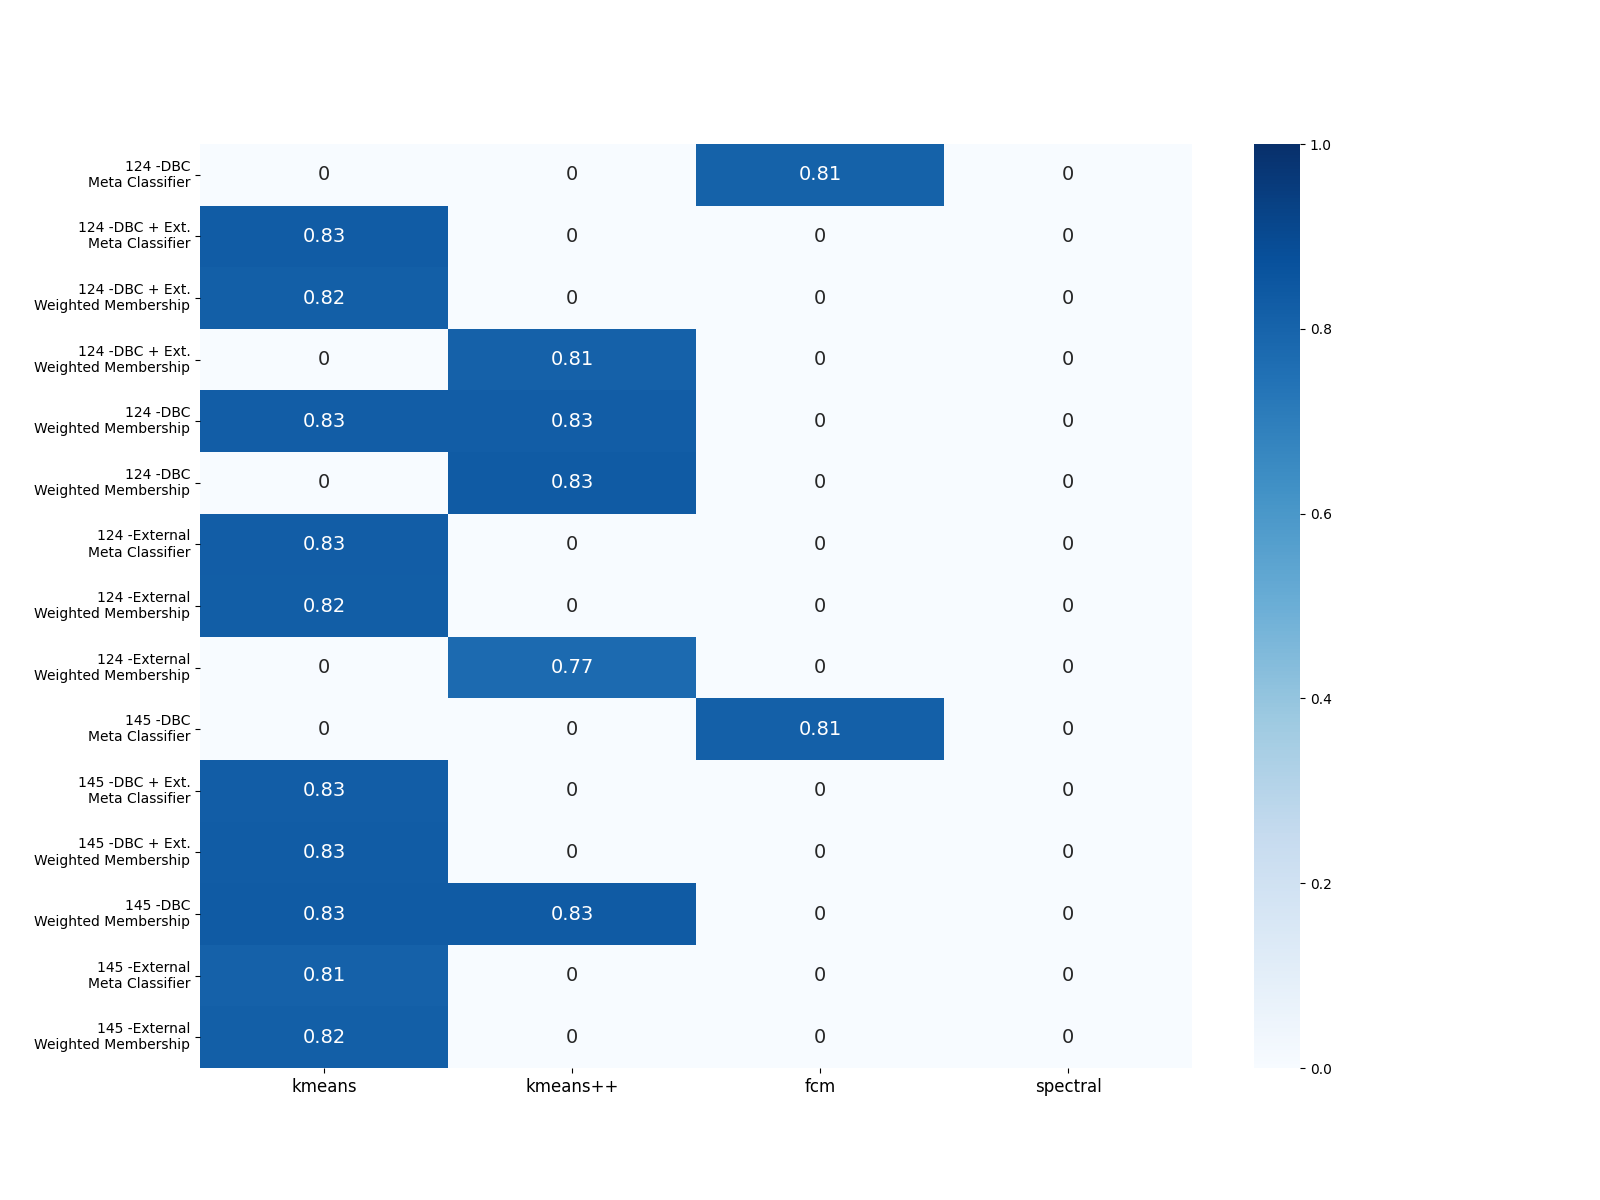 124 -DBC
Meta Classifier
0 0 0.81 0
124 -DBC + Ext.
Meta Classifier
0.83 0 0 0
124 -DBC + Ext.
Weighted Membership
0.82 0 0 0
124 -DBC + Ext.
Weighted Membership
0 0.81 0 0
124 -DBC
Weighted Membership
0.83 0.83 0 0
124 -DBC
Weighted Membership
0 0.83 0 0
124 -External
Meta Classifier
0.83 0 0 0
124 -External
Weighted Membership
0.82 0 0 0
124 -External
Weighted Membership
0 0.77 0 0
145 -DBC
Meta Classifier
0 0 0.81 0
145 -DBC + Ext.
Meta Classifier
0.83 0 0 0
145 -DBC + Ext.
Weighted Membership
0.83 0 0 0
145 -DBC
Weighted Membership
0.83 0.83 0 0
145 -External
Meta Classifier
0.81 0 0 0
145 -External
Weighted Membership
0.82 0 0 0
kmeans kmeans++ fcm spectral
1.0
0.8
0.6
0.4
0.2
0.0